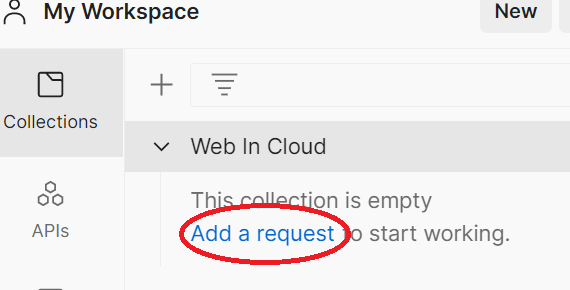 My Workspace
New
Collections
Web In Cloud
This collection is empty
Add a request to start working.
APIs